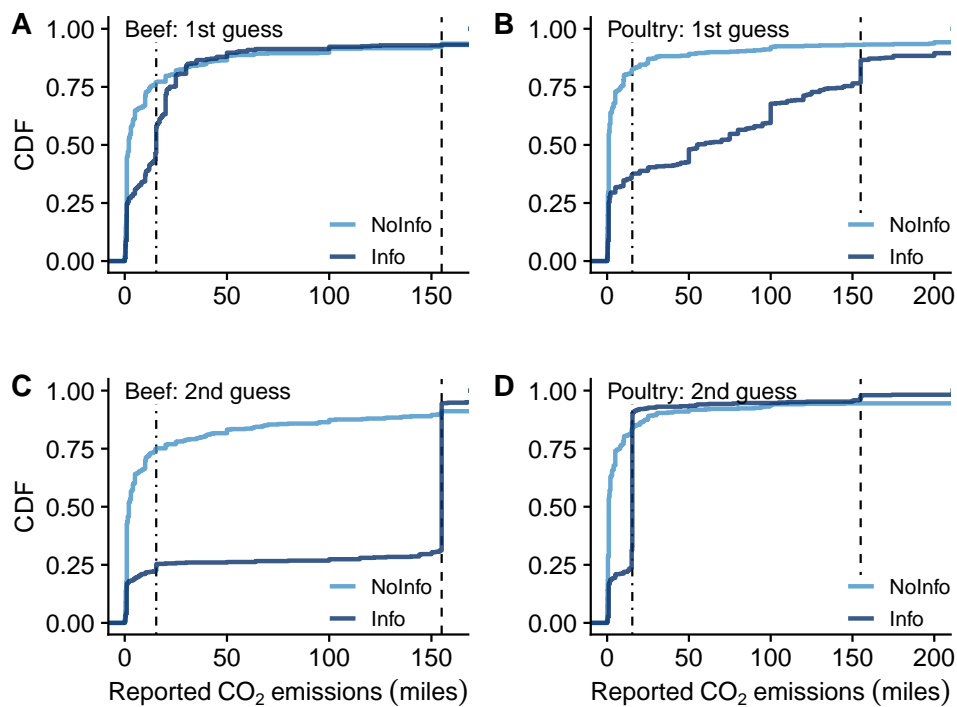 A
Beef: 1st guess
1.00
0.75
0.50
0.25
0.00
CDF
NoInfo
Info
0
50
100
150
B
Poultry: 1st guess
1.00
0.75
0.50
0.25
0.00
NoInfo
Info
0
50
100
150
200
C
Beef: 2nd guess
1.00
0.75
0.50
0.25
0.00
CDF
NoInfo
Info
0
50
100
150
Reported CO₂ emissions (miles)
D
Poultry: 2nd guess
1.00
0.75
0.50
0.25
0.00
NoInfo
Info
0
50
100
150
200
Reported CO₂ emissions (miles)